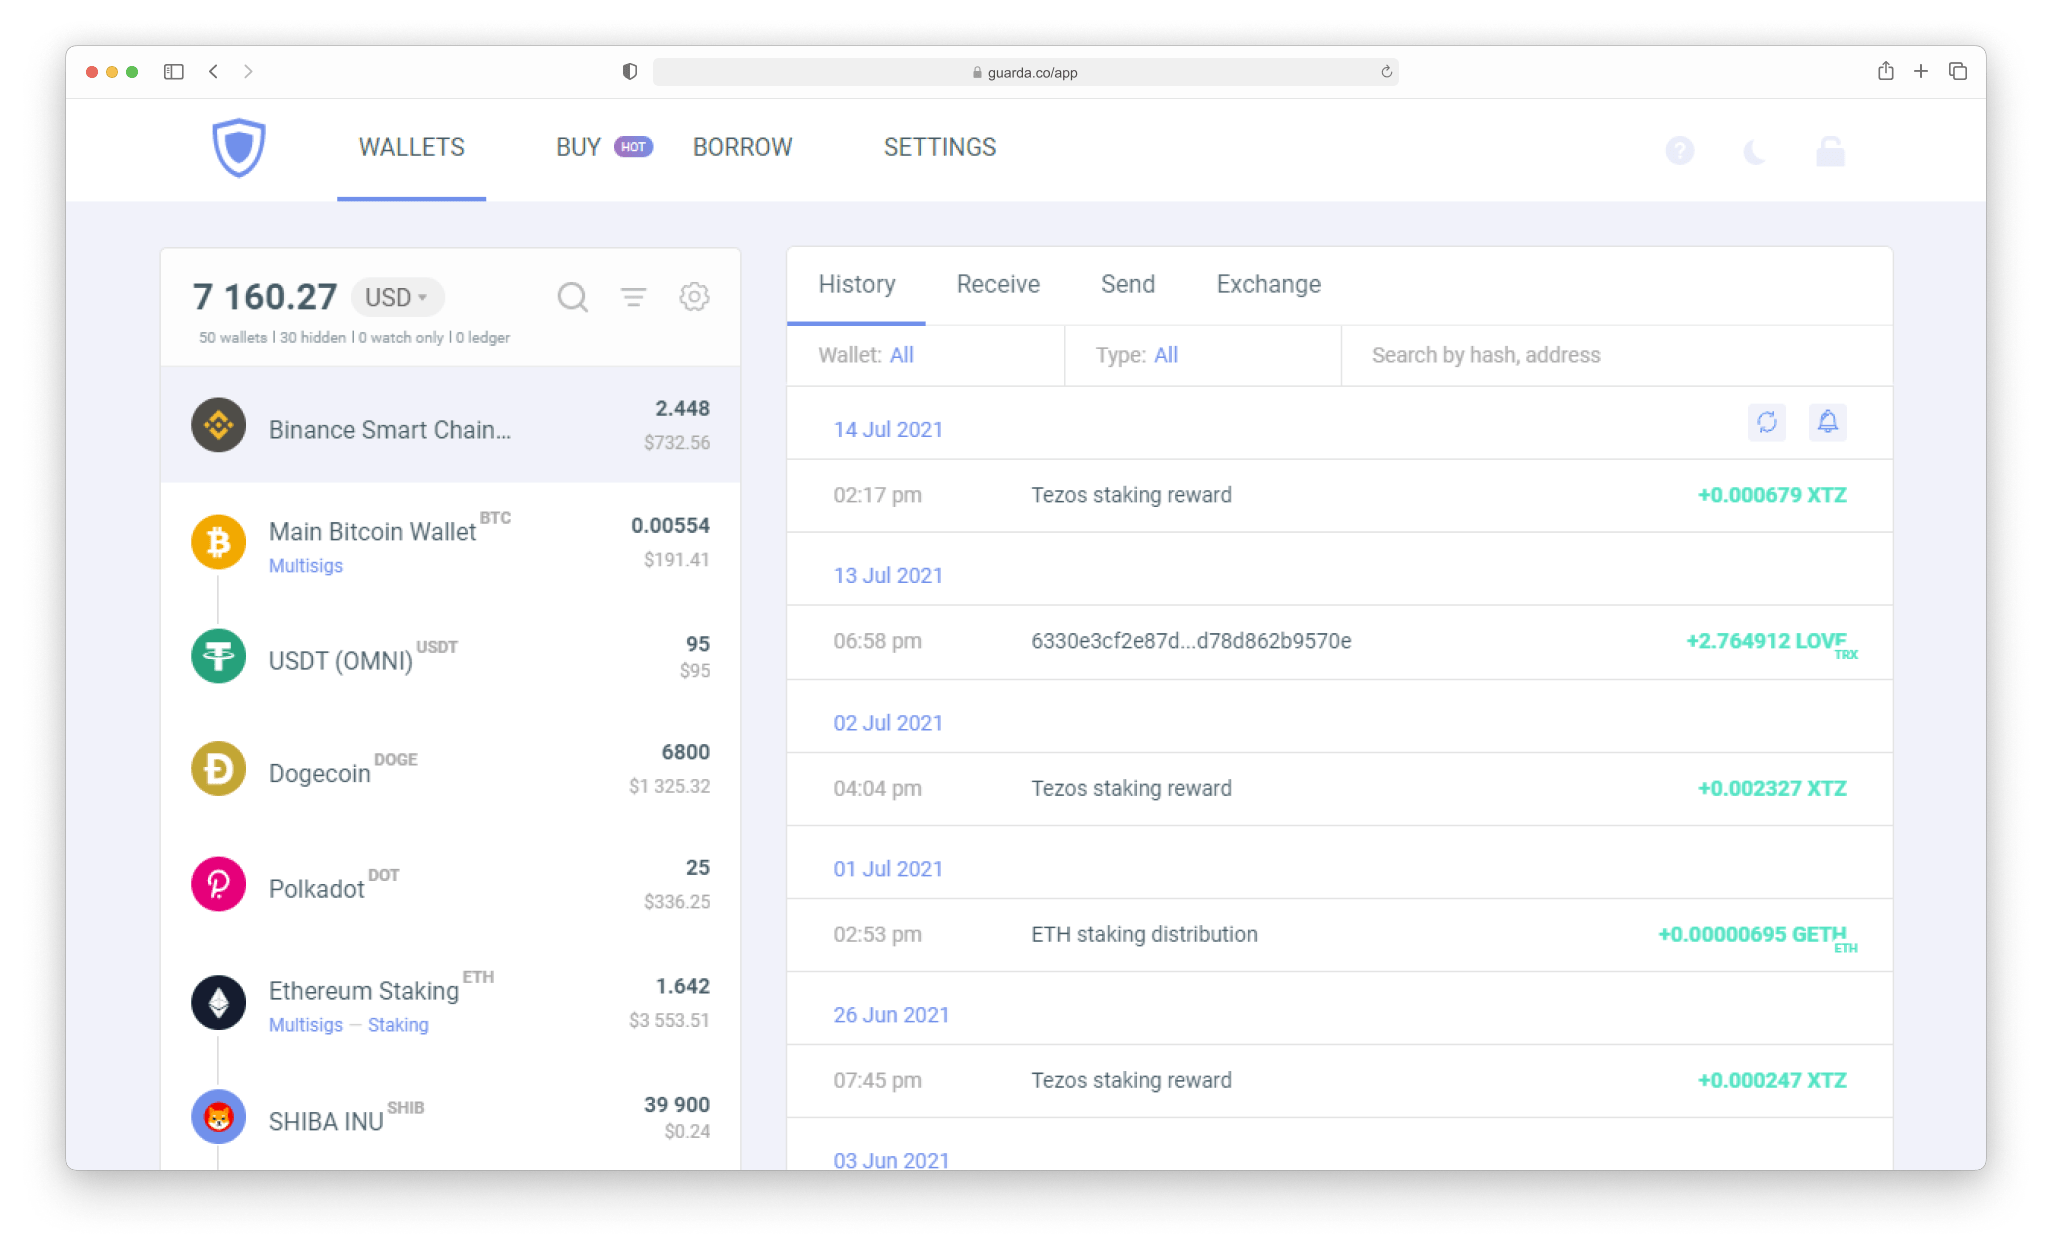 guarda.co/app
WALLETS
BUY HOT
BORROW
SETTINGS
?
7 160.27 USD
50 wallets | 30 hidden | 0 watch only | 0 ledger
Binance Smart Chain...
2.448
$732.56
Main Bitcoin Wallet BTC
Multisigs
0.00554
$191.41
USDT (OMNI) USDT
95
$95
Dogecoin DOGE
6800
$1 325.32
Polkadot DOT
25
$336.25
Ethereum Staking ETH
Multisigs — Staking
1.642
$3 553.51
SHIBA INU SHIB
39 900
$0.24
History
Receive
Send
Exchange
Wallet: All
Type: All
Search by hash, address
14 Jul 2021
02:17 pm Tezos staking reward +0.000679 XTZ
13 Jul 2021
06:58 pm 6330e3cf2e87d...d78d862b9570e +2.764912 LOVE
TRX
02 Jul 2021
04:04 pm Tezos staking reward +0.002327 XTZ
01 Jul 2021
02:53 pm ETH staking distribution +0.00000695 GETH
ETH
26 Jun 2021
07:45 pm Tezos staking reward +0.000247 XTZ
03 Jun 2021